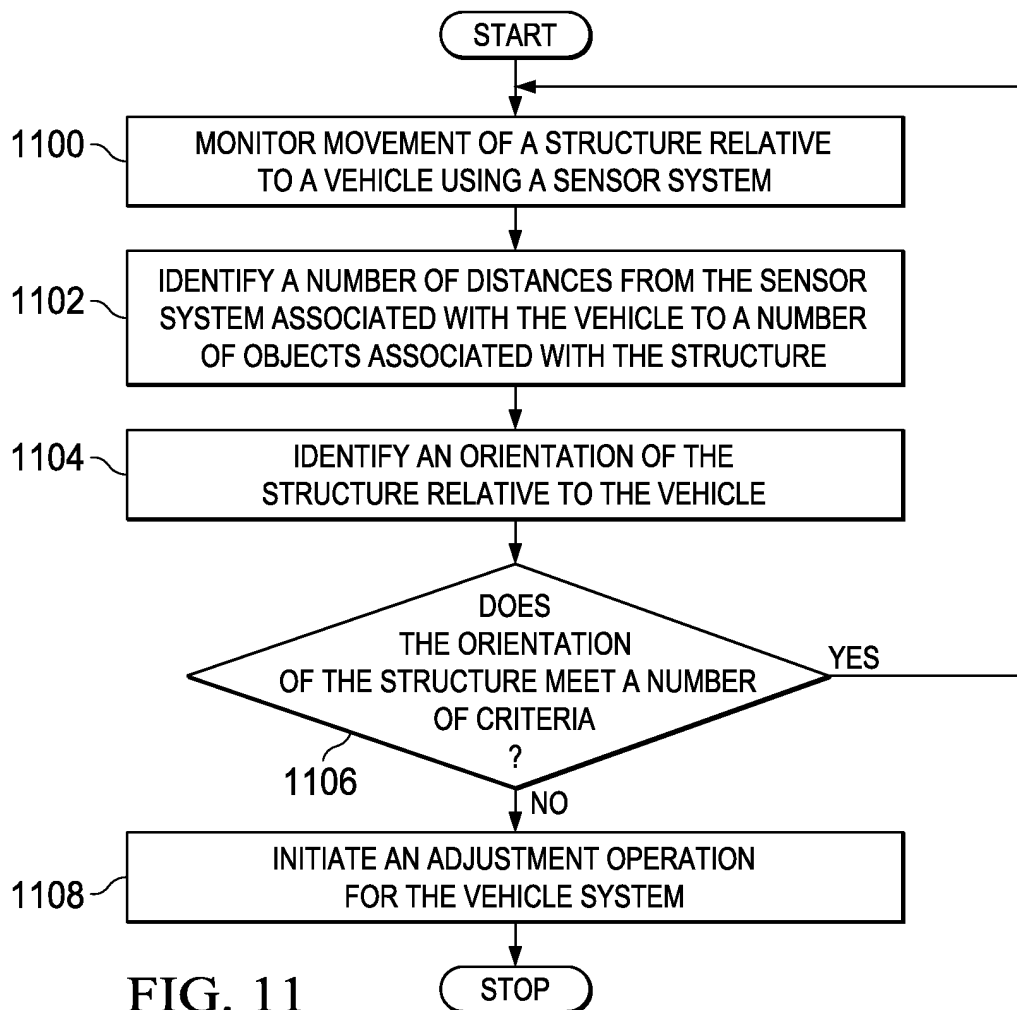 START
1100
MONITOR MOVEMENT OF A STRUCTURE RELATIVE
TO A VEHICLE USING A SENSOR SYSTEM
1102
IDENTIFY A NUMBER OF DISTANCES FROM THE SENSOR
SYSTEM ASSOCIATED WITH THE VEHICLE TO A NUMBER
OF OBJECTS ASSOCIATED WITH THE STRUCTURE
1104
IDENTIFY AN ORIENTATION OF THE
STRUCTURE RELATIVE TO THE VEHICLE
DOES
THE ORIENTATION
OF THE STRUCTURE MEET A NUMBER
OF CRITERIA
?
YES
1106
NO
1108
INITIATE AN ADJUSTMENT OPERATION
FOR THE VEHICLE SYSTEM
STOP
FIG. 11